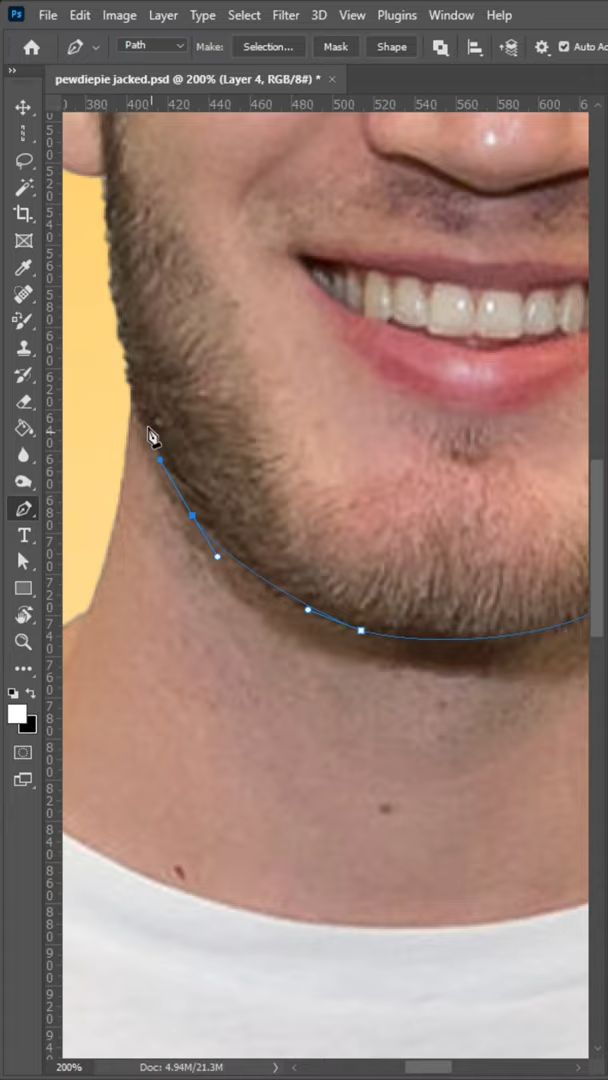 Ps File Edit Image Layer Type Select Filter 3D View Plugins Window Help
Path Make: Selection... Mask Shape Auto Ac
pewdiepie jacked.psd @ 200% (Layer 4, RGB/8#) * ×
0 380 400 420 440 460 480 500 520 540 560 580 600 6
T
200% Doc: 4.94M/21.3M